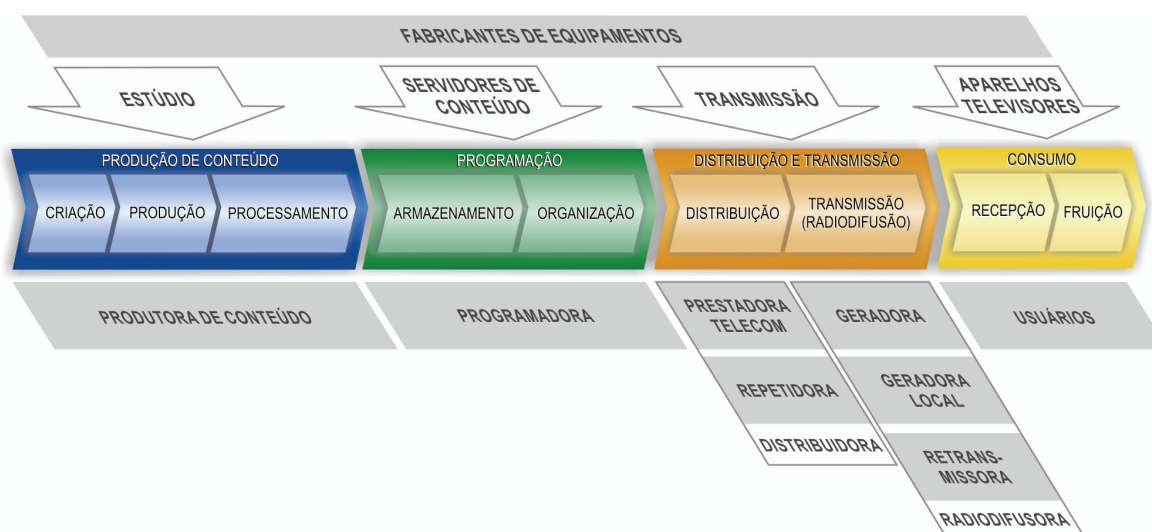 FABRICANTES DE EQUIPAMENTOS
ESTÚDIO
SERVIDORES DE
CONTEÚDO
TRANSMISSÃO
APARELHOS
TELEVISORES
PRODUÇÃO DE CONTEÚDO
PROGRAMAÇÃO
DISTRIBUIÇÃO E TRANSMISSÃO
CONSUMO
CRIAÇÃO
PRODUÇÃO
PROCESSAMENTO
ARMAZENAMENTO
ORGANIZAÇÃO
DISTRIBUIÇÃO
TRANSMISSÃO
(RADIODIFUSÃO)
RECEPÇÃO
FRUIÇÃO
PRODUTORA DE CONTEÚDO
PROGRAMADORA
PRESTADORA
TELECOM
REPETIDORA
DISTRIBUIDORA
GERADORA
GERADORA
LOCAL
RETRANS-
MISSORA
RADIODIFUSORA
USUÁRIOS